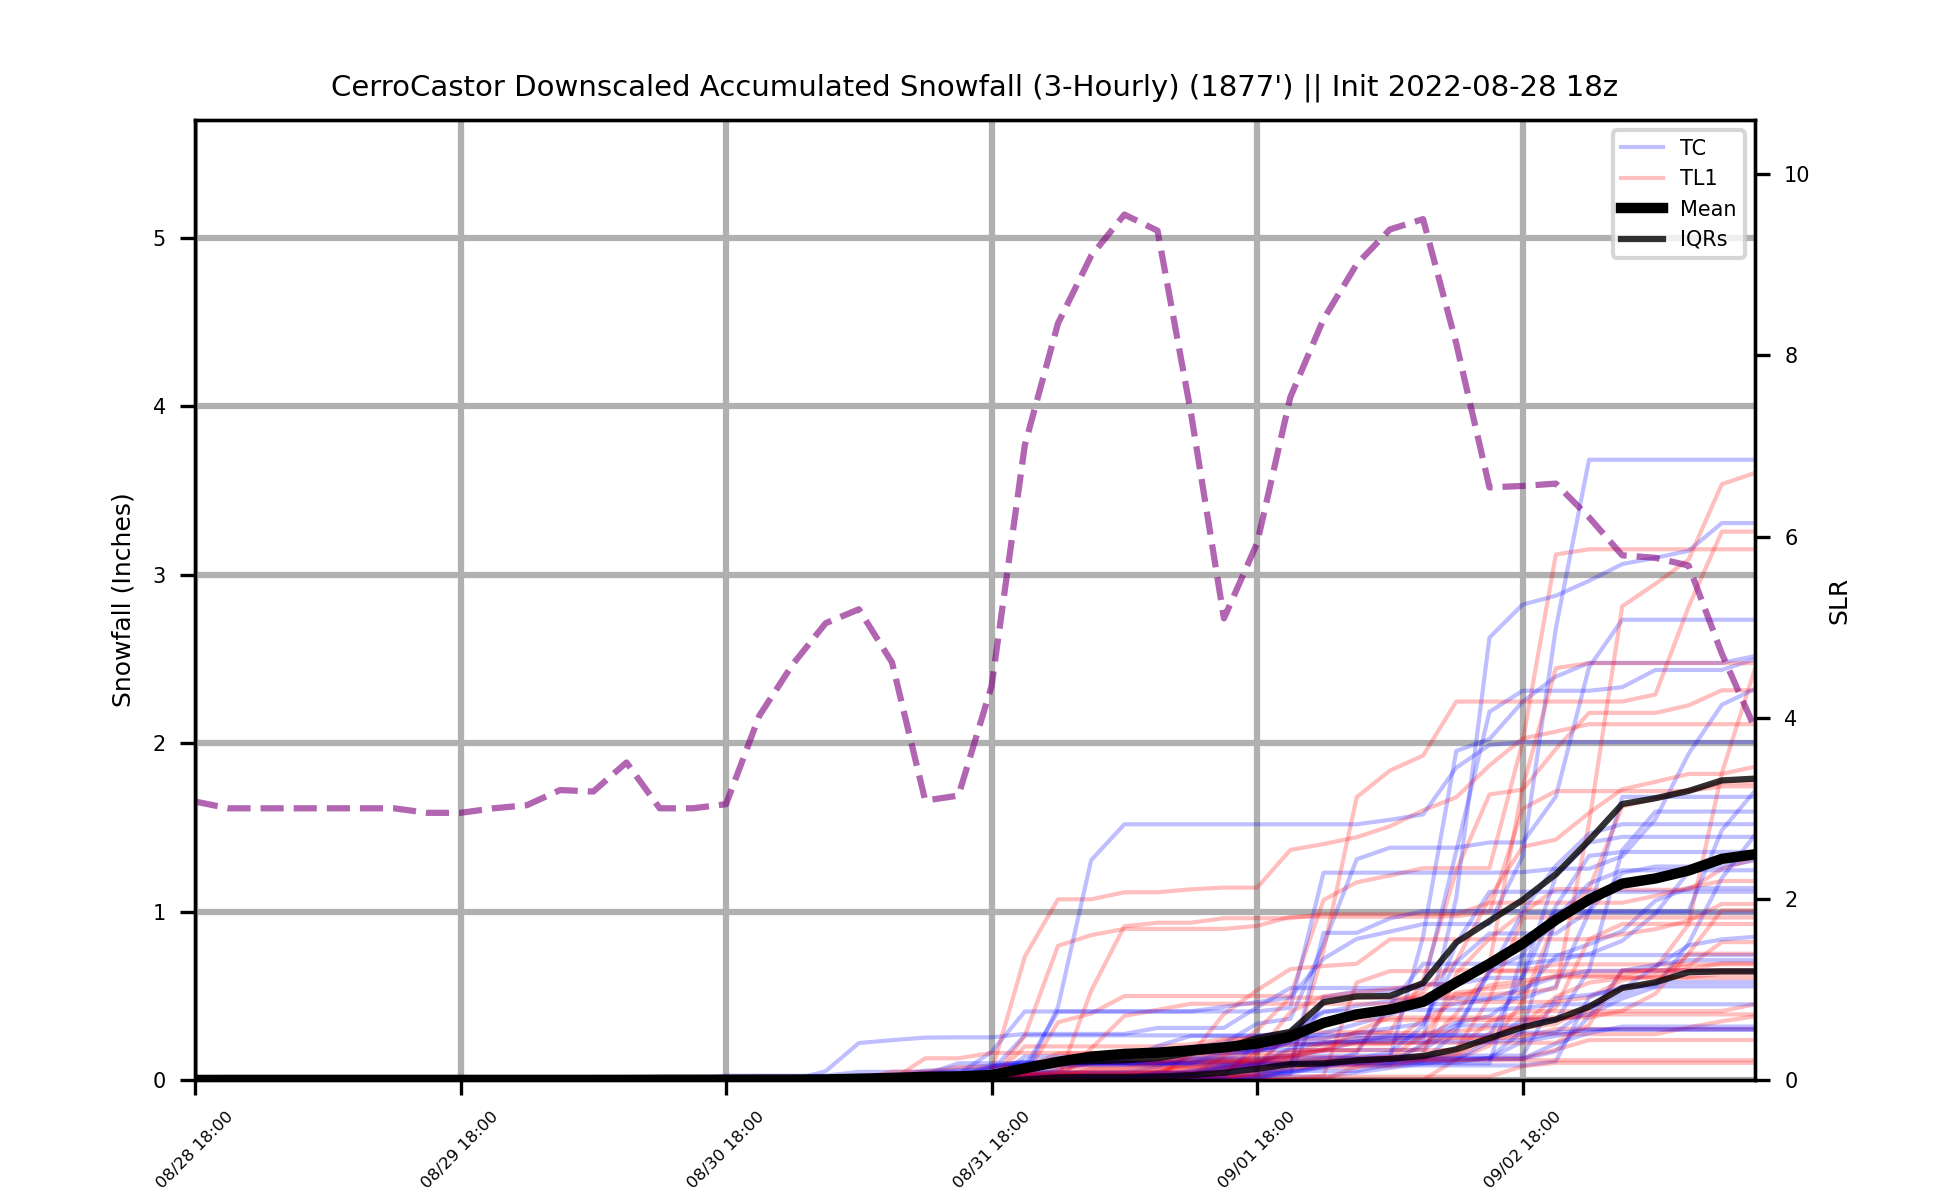 CerroCastor Downscaled Accumulated Snowfall (3-Hourly) (1877') || Init 2022-08-28 18z
TC
TL1
Mean
IQRs
Snowfall (Inches)
5
4
3
2
1
0
SLR
10
8
6
4
2
0
08/28 18:00
08/29 18:00
08/30 18:00
08/31 18:00
09/01 18:00
09/02 18:00